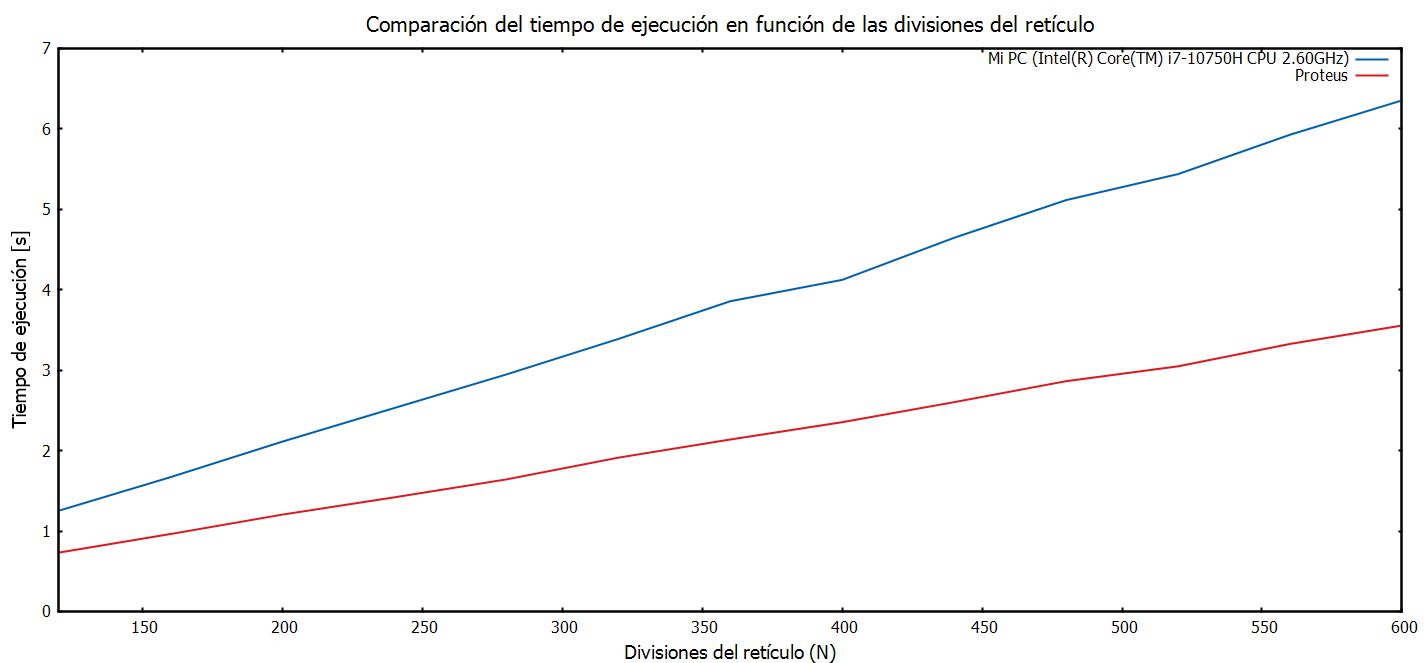 Comparación del tiempo de ejecución en función de las divisiones del retículo
Mi PC (Intel(R) Core(TM) i7-10750H CPU 2.60GHz)
Proteus
Tiempo de ejecución [s]
7
6
5
4
3
2
1
0
150 200 250 300 350 400 450 500 550 600
Divisiones del retículo (N)